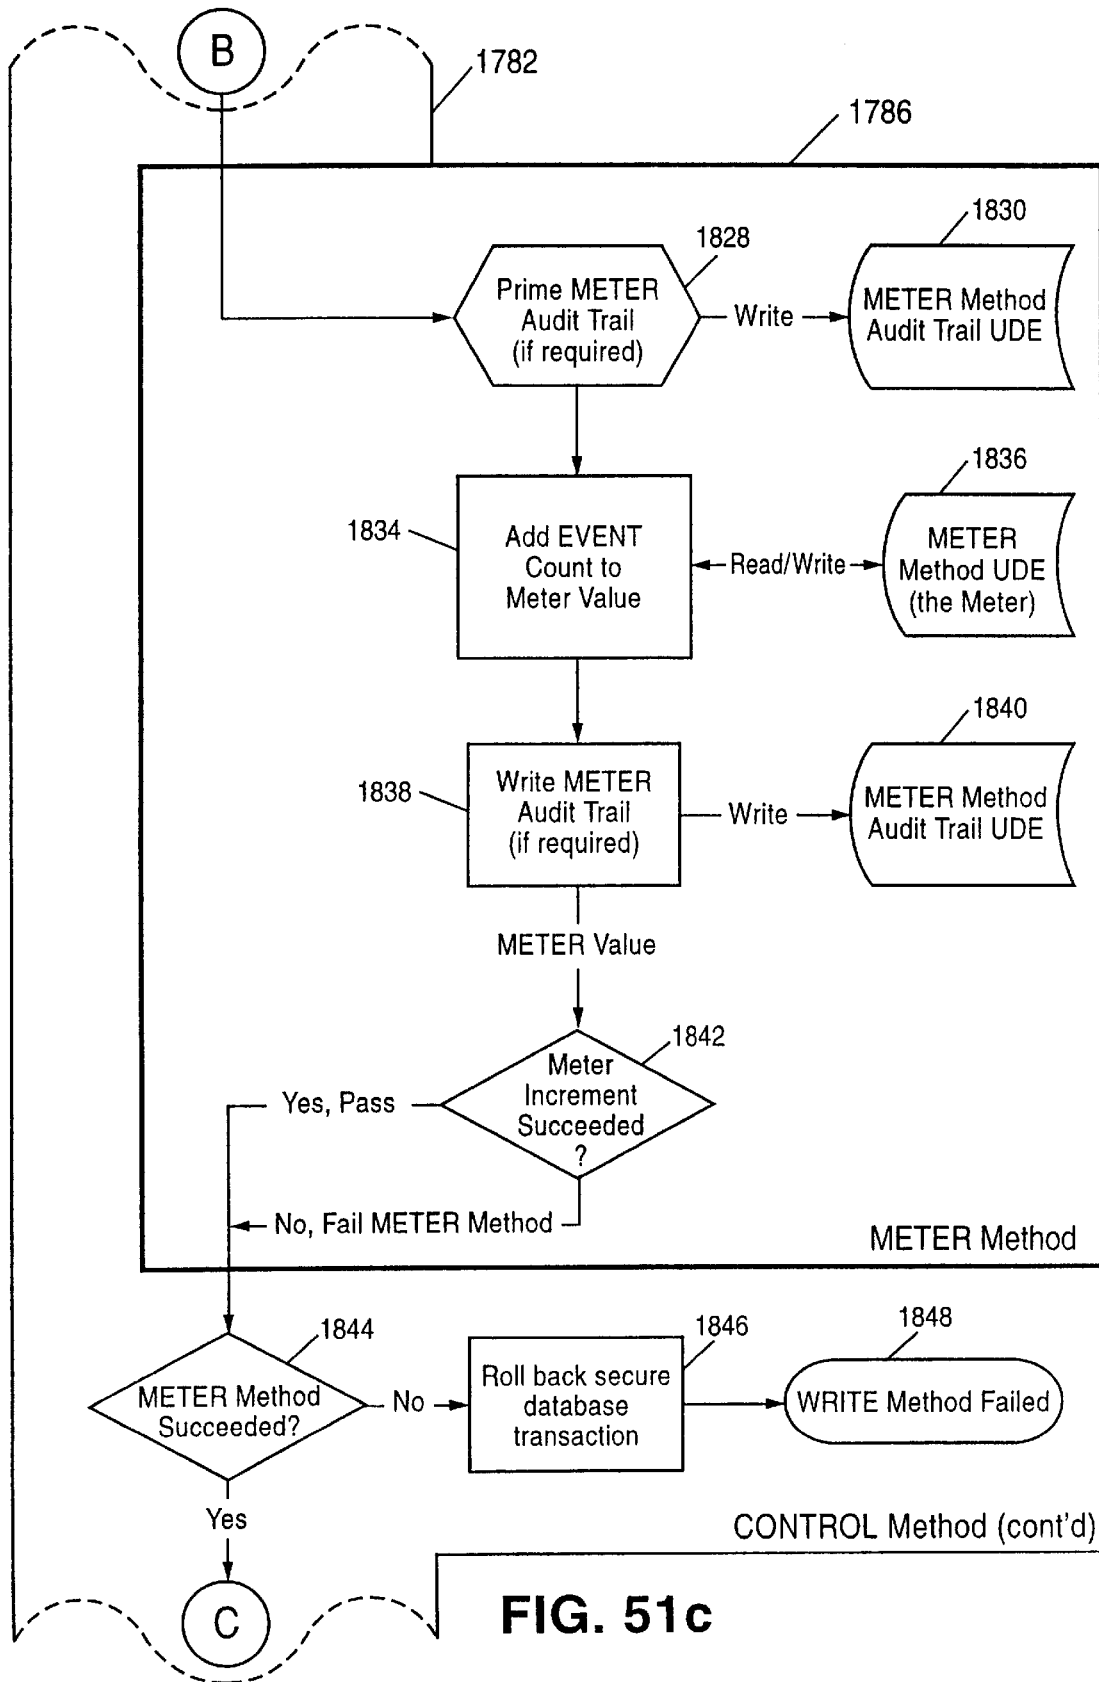 B
1782
1786
1828
1830
Prime METER
Audit Trail
(if required)
Write
METER Method
Audit Trail UDE
1834
1836
Add EVENT
Count to
Meter Value
Read/Write
METER
Method UDE
(the Meter)
1838
1840
Write METER
Audit Trail
(if required)
Write
METER Method
Audit Trail UDE
METER Value
1842
Meter
Increment
Succeeded
?
Yes, Pass
No, Fail METER Method
METER Method
1844
1846
1848
METER Method
Succeeded?
No
Roll back secure
database
transaction
WRITE Method Failed
Yes
CONTROL Method (cont'd)
C
FIG. 51c